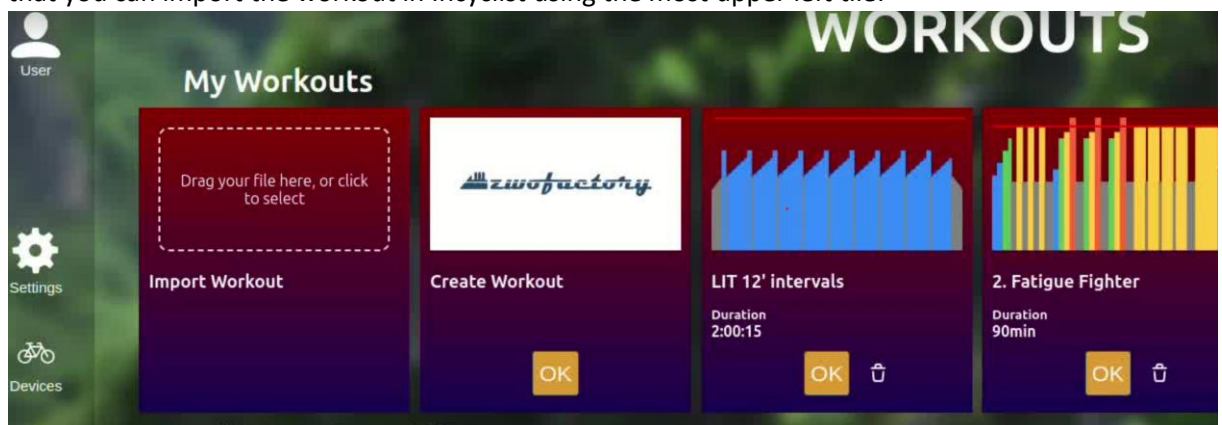 that you can import the workout in Incyclist using the most upper left tile.
WORKOUTS
User
My Workouts
Drag your file here, or click
to select
zwofactory
Settings
Import Workout
Create Workout
LIT 12' intervals
2. Fatigue Fighter
Duration
2:00:15
Duration
90min
Devices
OK
OK
OK